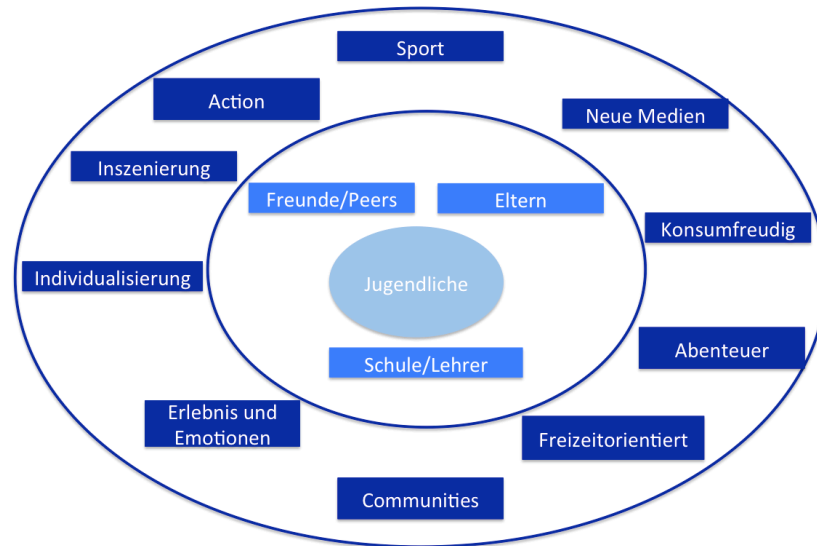 Sport
Action
Neue Medien
Inszenierung
Freunde/Peers
Eltern
Konsumfreudig
Individualisierung
Jugendliche
Abenteuer
Schule/Lehrer
Erlebnis und
Emotionen
Freizeitorientiert
Communities